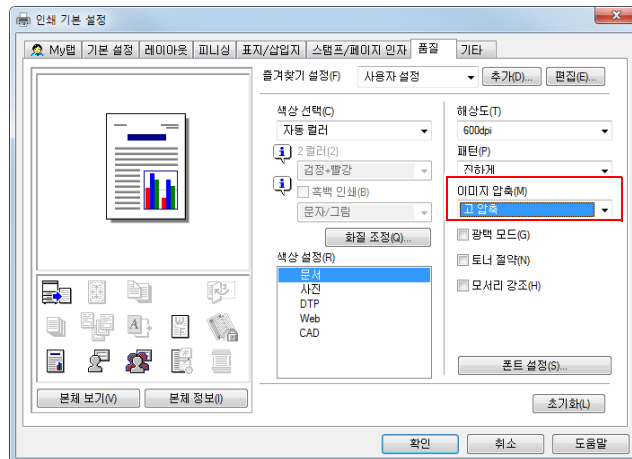 인쇄 기본 설정
My탭 기본 설정 레이아웃 피니싱 표지/삽입지 스탬프/페이지 인자 품질 기타
즐겨찾기 설정(F) 사용자 설정 추가(D)... 편집(E)...
색상 선택(C)
자동 컬러
2 컬러(2)
검정+빨강
흑백 인쇄(B)
문자/그림
화질 조정(Q)...
색상 설정(R)
문서
사진
DTP
Web
CAD
해상도(T)
600dpi
패턴(P)
진하게
이미지 압축(M)
고 압축
광택 모드(G)
토너 절약(N)
모서리 강조(H)
폰트 설정(S)...
본체 보기(V) 본체 정보(I)
초기화(L)
확인 취소 도움말